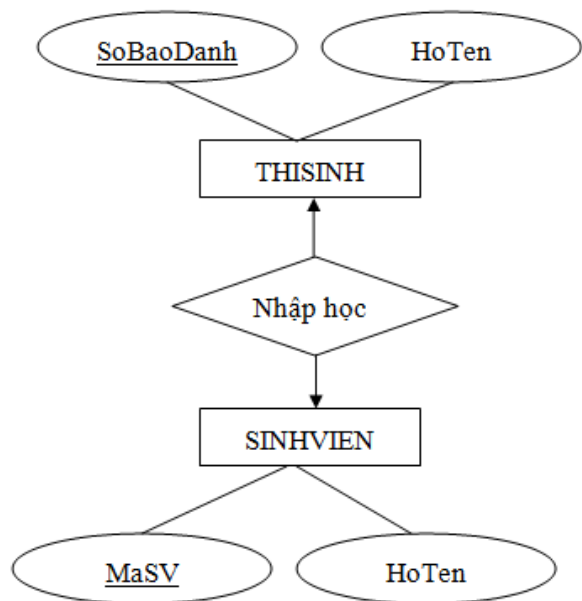 SoBaoDanh
HoTen
THISINH
Nhập học
SINHVIEN
MaSV
HoTen